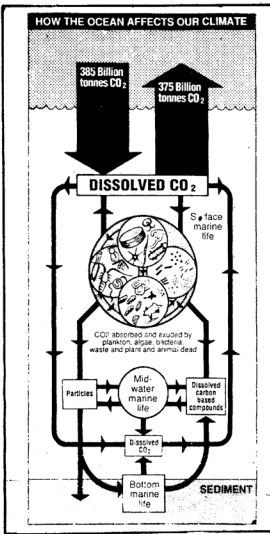 HOW THE OCEAN AFFECTS OUR CLIMATE
385 Billion
tonnes CO2
375 Billion
tonnes CO2
DISSOLVED CO2
Surface
marine
life
CO2 absorbed and exuded by
plankton, algae, bacteria,
waste and plant and animal dead
Particles
Mid-
water
marine
life
Dissolved
carbon
based
compounds
Dissolved
CO2
Bottom
marine
life
SEDIMENT